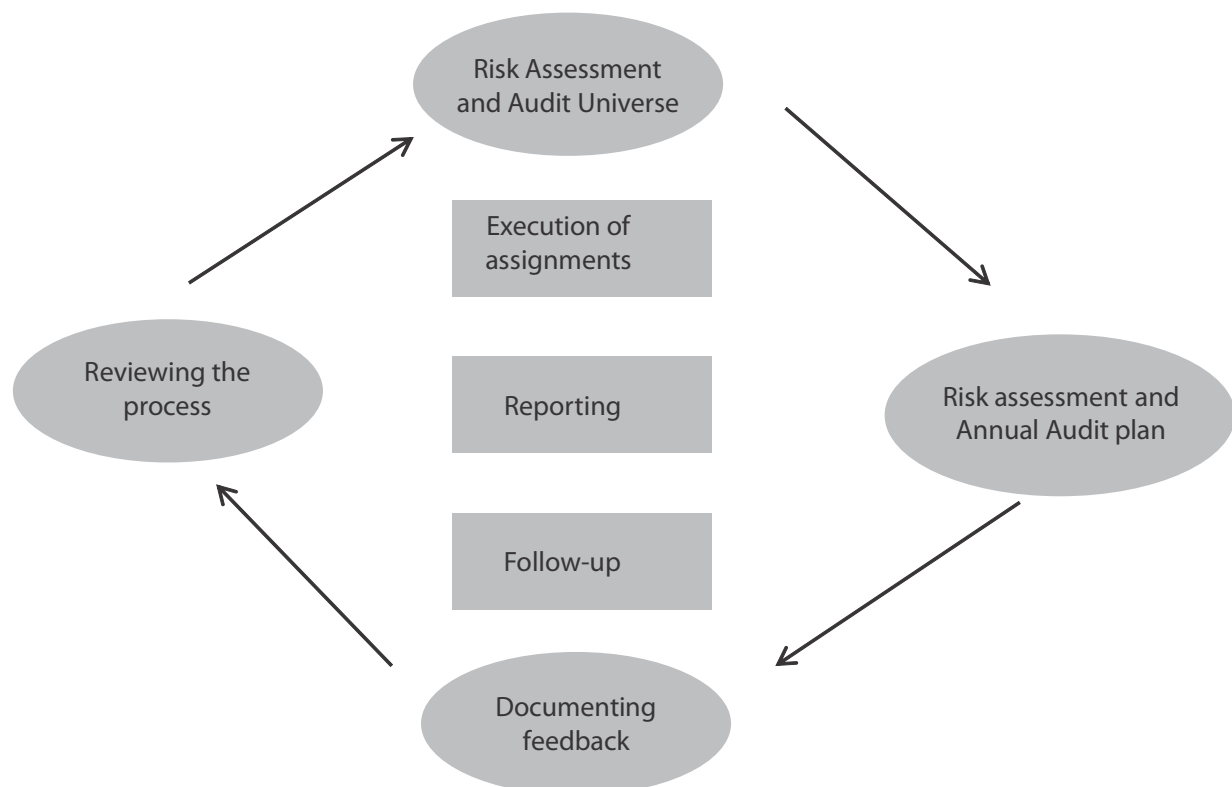 Risk Assessment
and Audit Universe
Execution of
assignments
Reviewing the
process
Reporting
Risk assessment and
Annual Audit plan
Follow-up
Documenting
feedback